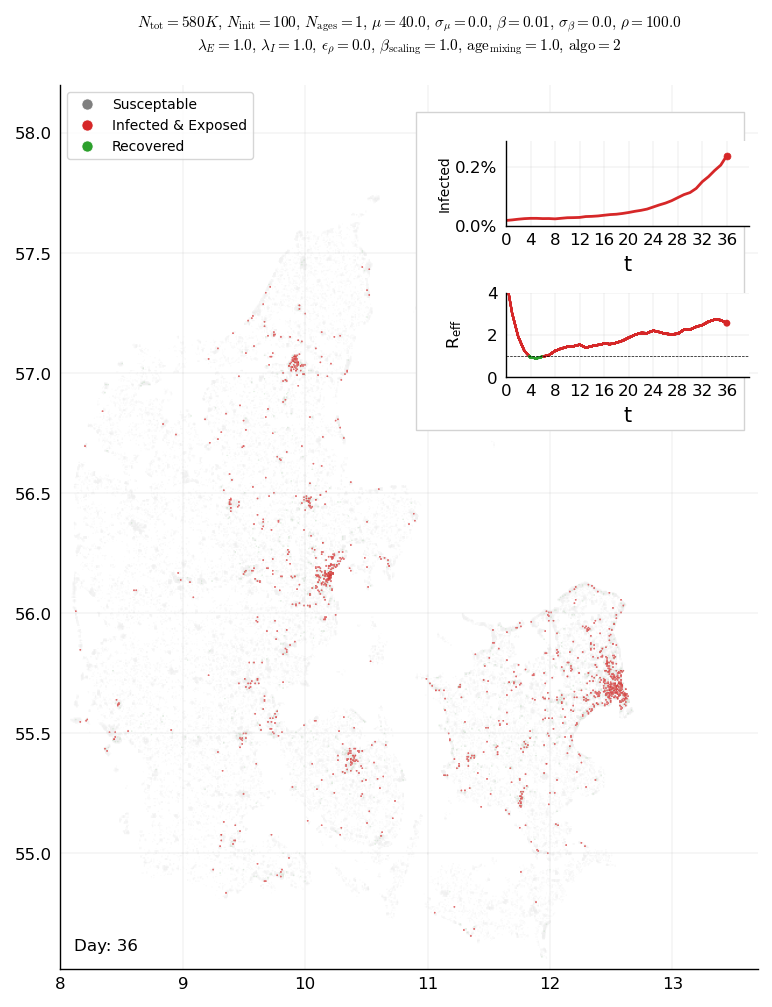 N_tot = 580K, N_init = 100, N_ages = 1, μ = 40.0, σ_μ = 0.0, β = 0.01, σ_β = 0.0, ρ = 100.0
λ_E = 1.0, λ_I = 1.0, ϵ_ρ = 0.0, β_scaling = 1.0, age_mixing = 1.0, algo = 2
Susceptable
Infected & Exposed
Recovered
Infected
0.2%
0.0%
0 4 8 12 16 20 24 28 32 36
t
R_eff
4
2
0
0 4 8 12 16 20 24 28 32 36
t
58.0
57.5
57.0
56.5
56.0
55.5
55.0
Day: 36
8 9 10 11 12 13